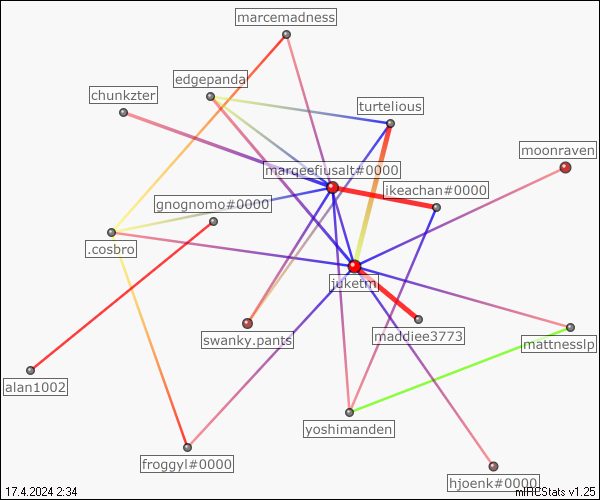 marcemadness
edgepanda
chunkzter
turtelious
moonraven
marqeefiusalt#0000
ikeachan#0000
gnognomo#0000
.cosbro
juketm
swanky.pants
maddiee3773
mattnesslp
alan1002
yoshimanden
froggyl#0000
hjoenk#0000
17.4.2024 2:34
mIRCStats v1.25